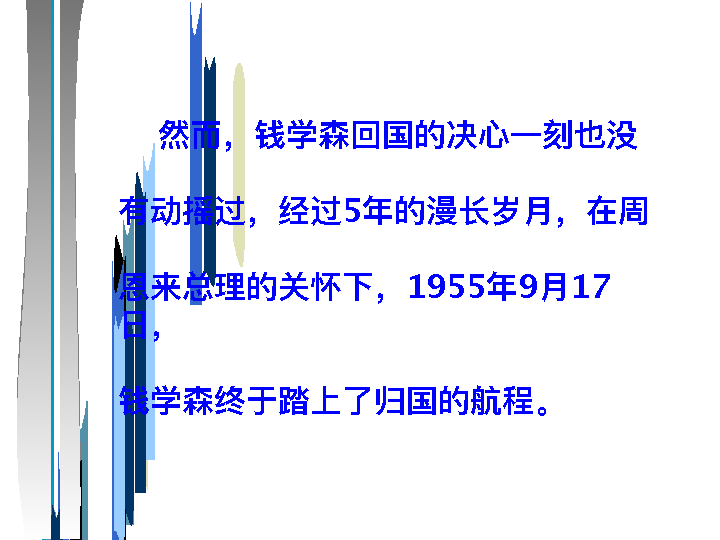 然而，钱学森回国的决心一刻也没
有动摇过，经过5年的漫长岁月，在周
恩来总理的关怀下，1955年9月17
日，
钱学森终于踏上了归国的航程。